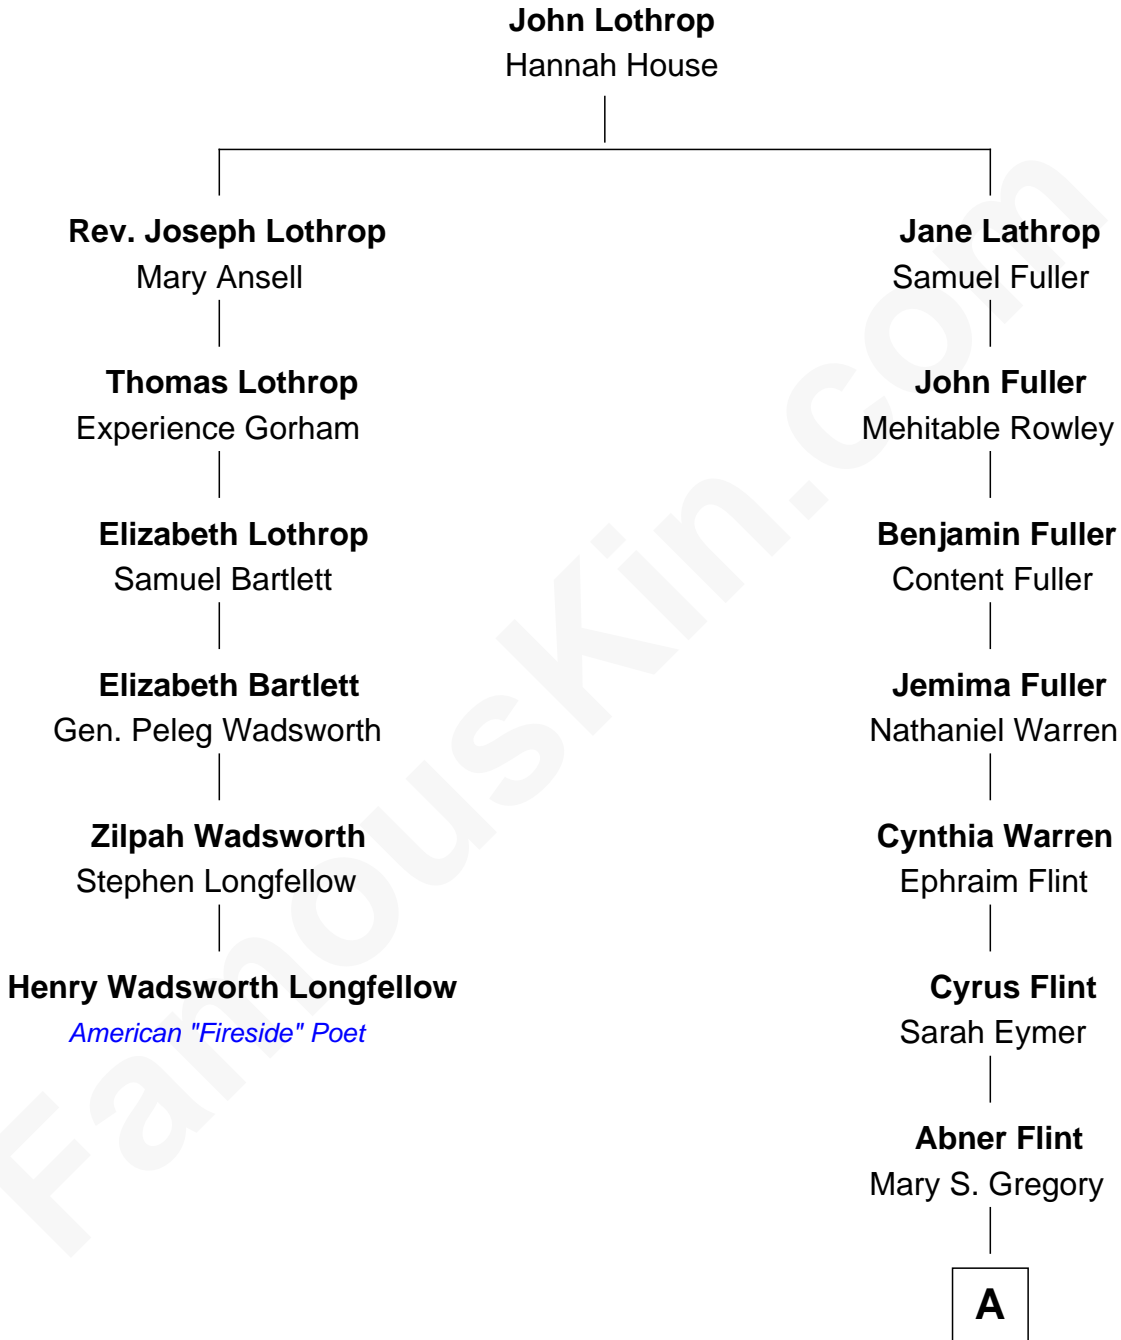 John Lothrop
Hannah House
Rev. Joseph Lothrop
Mary Ansell
Jane Lathrop
Samuel Fuller
Thomas Lothrop
Experience Gorham
John Fuller
Mehitable Rowley
Elizabeth Lothrop
Samuel Bartlett
Benjamin Fuller
Content Fuller
Elizabeth Bartlett
Gen. Peleg Wadsworth
Jemima Fuller
Nathaniel Warren
Zilpah Wadsworth
Stephen Longfellow
Cynthia Warren
Ephraim Flint
Henry Wadsworth Longfellow
American "Fireside" Poet
Cyrus Flint
Sarah Eymer
Abner Flint
Mary S. Gregory
A
FamousKin.com